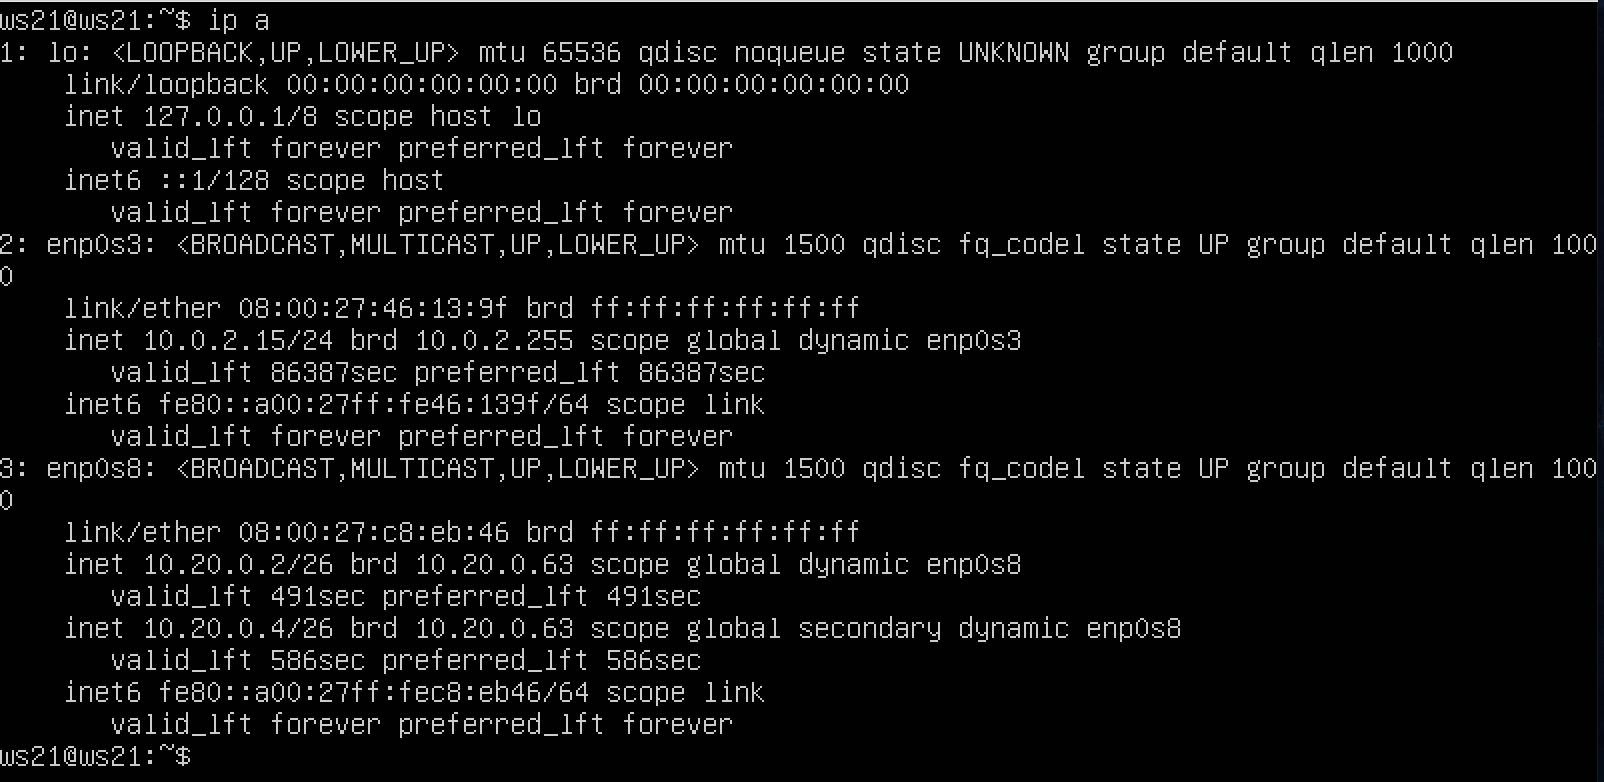 ws21@ws21:~$ ip a
1: lo: <LOOPBACK,UP,LOWER_UP> mtu 65536 qdisc noqueue state UNKNOWN group default qlen 1000
    link/loopback 00:00:00:00:00:00 brd 00:00:00:00:00:00
    inet 127.0.0.1/8 scope host lo
       valid_lft forever preferred_lft forever
    inet6 ::1/128 scope host
       valid_lft forever preferred_lft forever
2: enp0s3: <BROADCAST,MULTICAST,UP,LOWER_UP> mtu 1500 qdisc fq_codel state UP group default qlen 100
0
    link/ether 08:00:27:46:13:9f brd ff:ff:ff:ff:ff:ff
    inet 10.0.2.15/24 brd 10.0.2.255 scope global dynamic enp0s3
       valid_lft 86387sec preferred_lft 86387sec
    inet6 fe80::a00:27ff:fe46:139f/64 scope link
       valid_lft forever preferred_lft forever
3: enp0s8: <BROADCAST,MULTICAST,UP,LOWER_UP> mtu 1500 qdisc fq_codel state UP group default qlen 100
0
    link/ether 08:00:27:c8:eb:46 brd ff:ff:ff:ff:ff:ff
    inet 10.20.0.2/26 brd 10.20.0.63 scope global dynamic enp0s8
       valid_lft 491sec preferred_lft 491sec
    inet 10.20.0.4/26 brd 10.20.0.63 scope global secondary dynamic enp0s8
       valid_lft 586sec preferred_lft 586sec
    inet6 fe80::a00:27ff:fec8:eb46/64 scope link
       valid_lft forever preferred_lft forever
ws21@ws21:~$